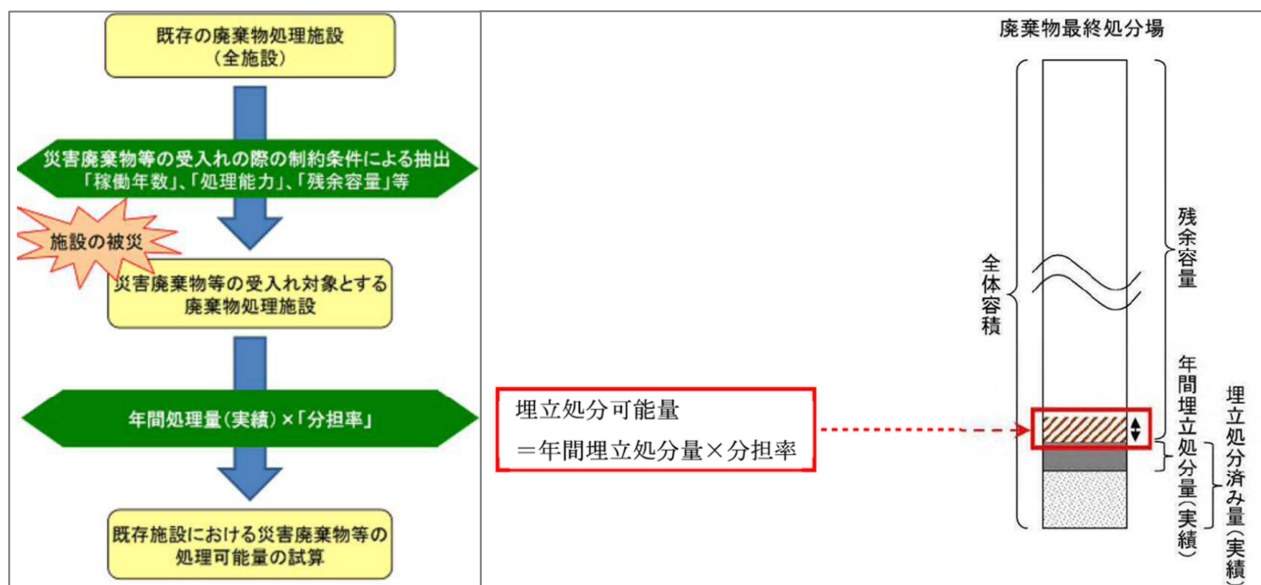 既存の廃棄物処理施設
(全施設)
災害廃棄物等の受入れの際の制約条件による抽出
「稼働年数」、「処理能力」、「残余容量」等
施設の被災
災害廃棄物等の受入れ対象とする
廃棄物処理施設
年間処理量(実績)×「分担率」
既存施設における災害廃棄物等の
処理可能量の試算
埋立処分可能量
＝年間埋立処分量×分担率
廃棄物最終処分場
全体容積
残余容量
年間埋立処分量(実績)
埋立処分済み量(実績)